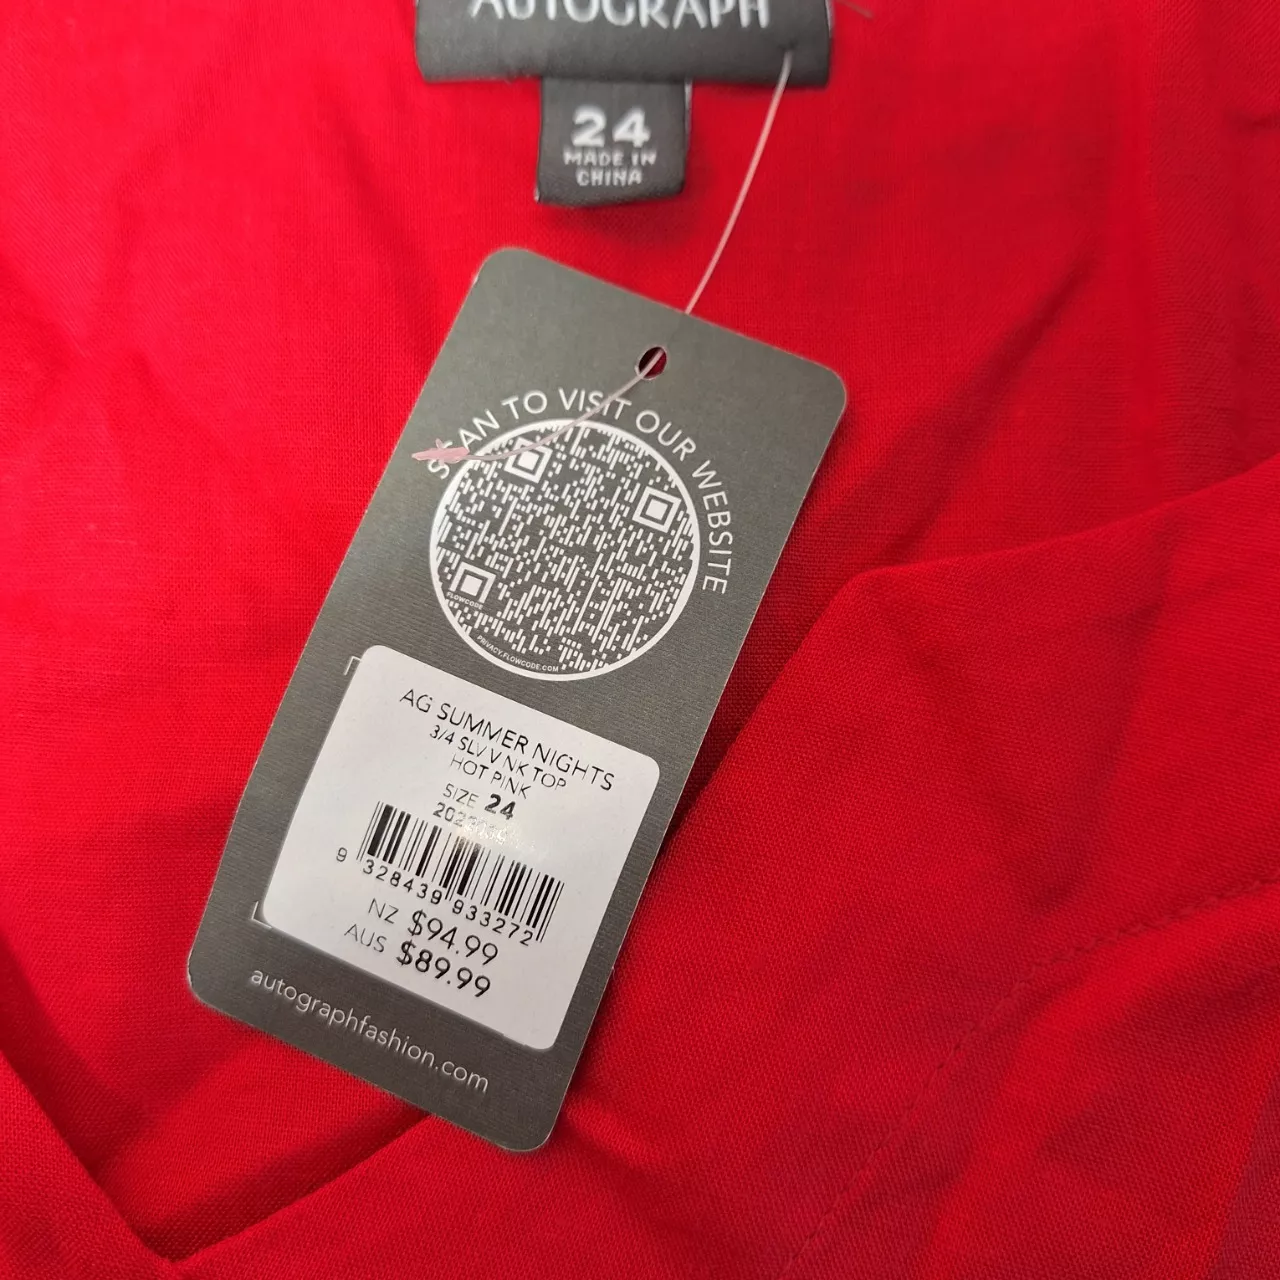 AUTOGRAPH
24
MADE IN
CHINA
SCAN TO VISIT OUR WEBSITE
FLOWCODE
PRIVACY.FLOWCODE.COM
AG SUMMER NIGHTS
3/4 SLV V NK TOP
HOT PINK
SIZE 24
9 328439 933272
NZ $94.99
AUS $89.99
autographfashion.com